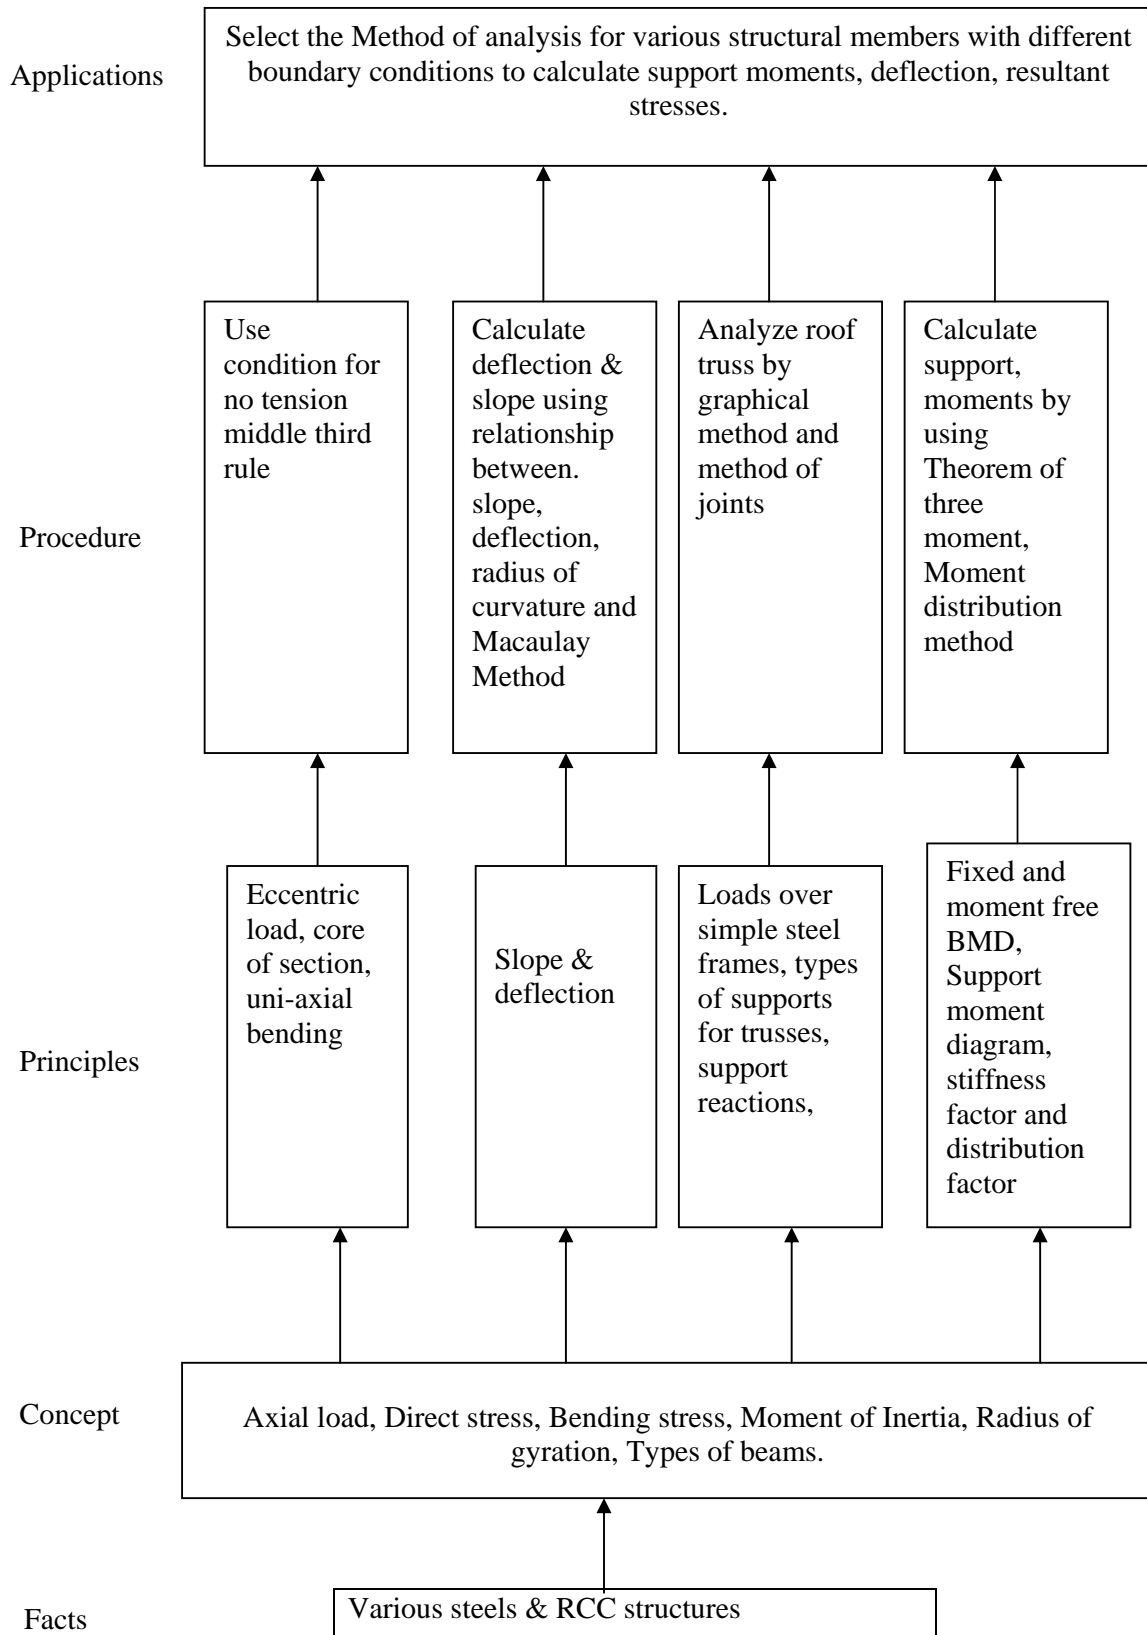 Applications
Select the Method of analysis for various structural members with different
boundary conditions to calculate support moments, deflection, resultant
stresses.
Procedure
Use
condition for
no tension
middle third
rule
Calculate
deflection &
slope using
relationship
between.
slope,
deflection,
radius of
curvature and
Macaulay
Method
Analyze roof
truss by
graphical
method and
method of
joints
Calculate
support,
moments by
using
Theorem of
three
moment,
Moment
distribution
method
Principles
Eccentric
load, core
of section,
uni-axial
bending
Slope &
deflection
Loads over
simple steel
frames, types
of supports
for trusses,
support
reactions,
Fixed and
moment free
BMD,
Support
moment
diagram,
stiffness
factor and
distribution
factor
Concept
Axial load, Direct stress, Bending stress, Moment of Inertia, Radius of
gyration, Types of beams.
Facts
Various steels & RCC structures